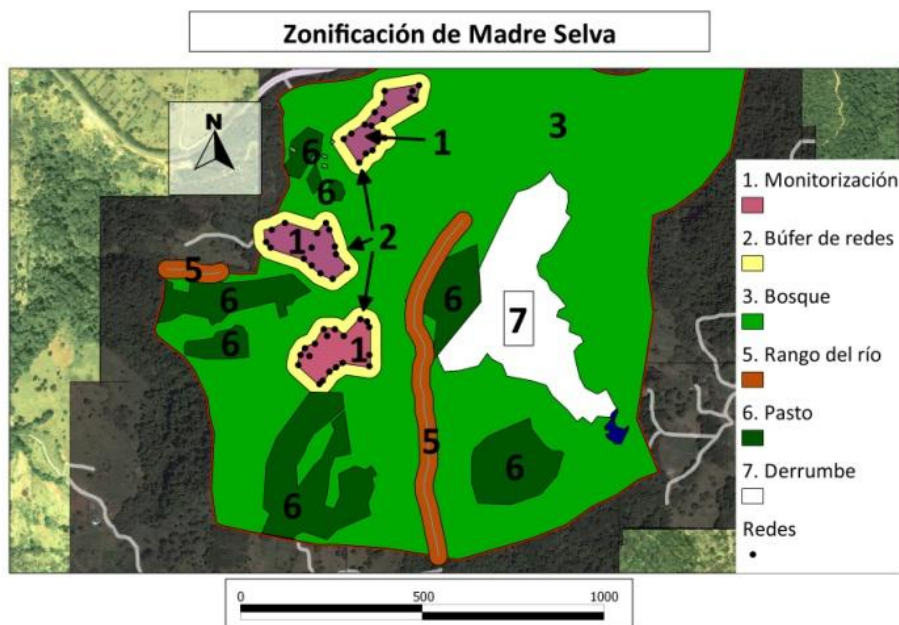 Zonificación de Madre Selva
N
1
3
6
6
1
2
5
6
6
6
7
1
5
6
6
1. Monitorización
2. Búfer de redes
3. Bosque
5. Rango del río
6. Pasto
7. Derrumbe
Redes
0 500 1000